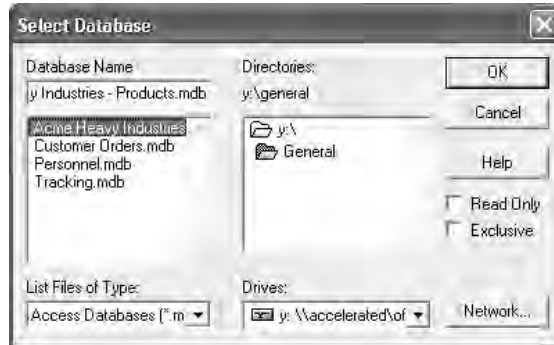 Select Database
Database Name
y Industries - Products.mdb
Acme Heavy Industries
Customer Orders.mdb
Personnel.mdb
Tracking.mdb
List Files of Type:
Access Databases (*.m
Directories:
y:\general
y:\
General
Drives:
y: \\accelerated\of
OK
Cancel
Help
Read Only
Exclusive
Network...